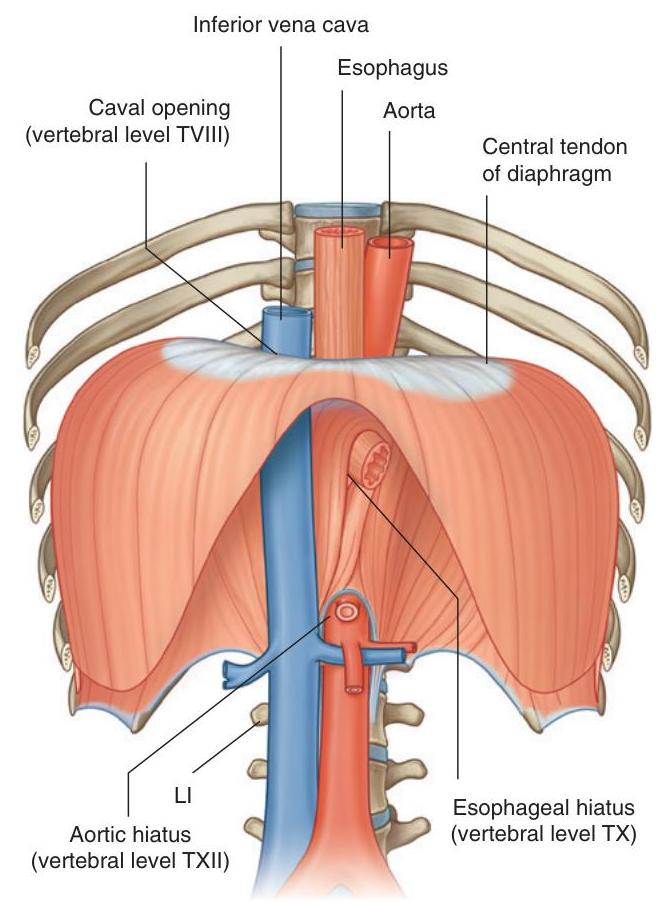 Inferior vena cava
Esophagus
Aorta
Caval opening
(vertebral level TVIII)
Central tendon
of diaphragm
LI
Aortic hiatus
(vertebral level TXII)
Esophageal hiatus
(vertebral level TX)